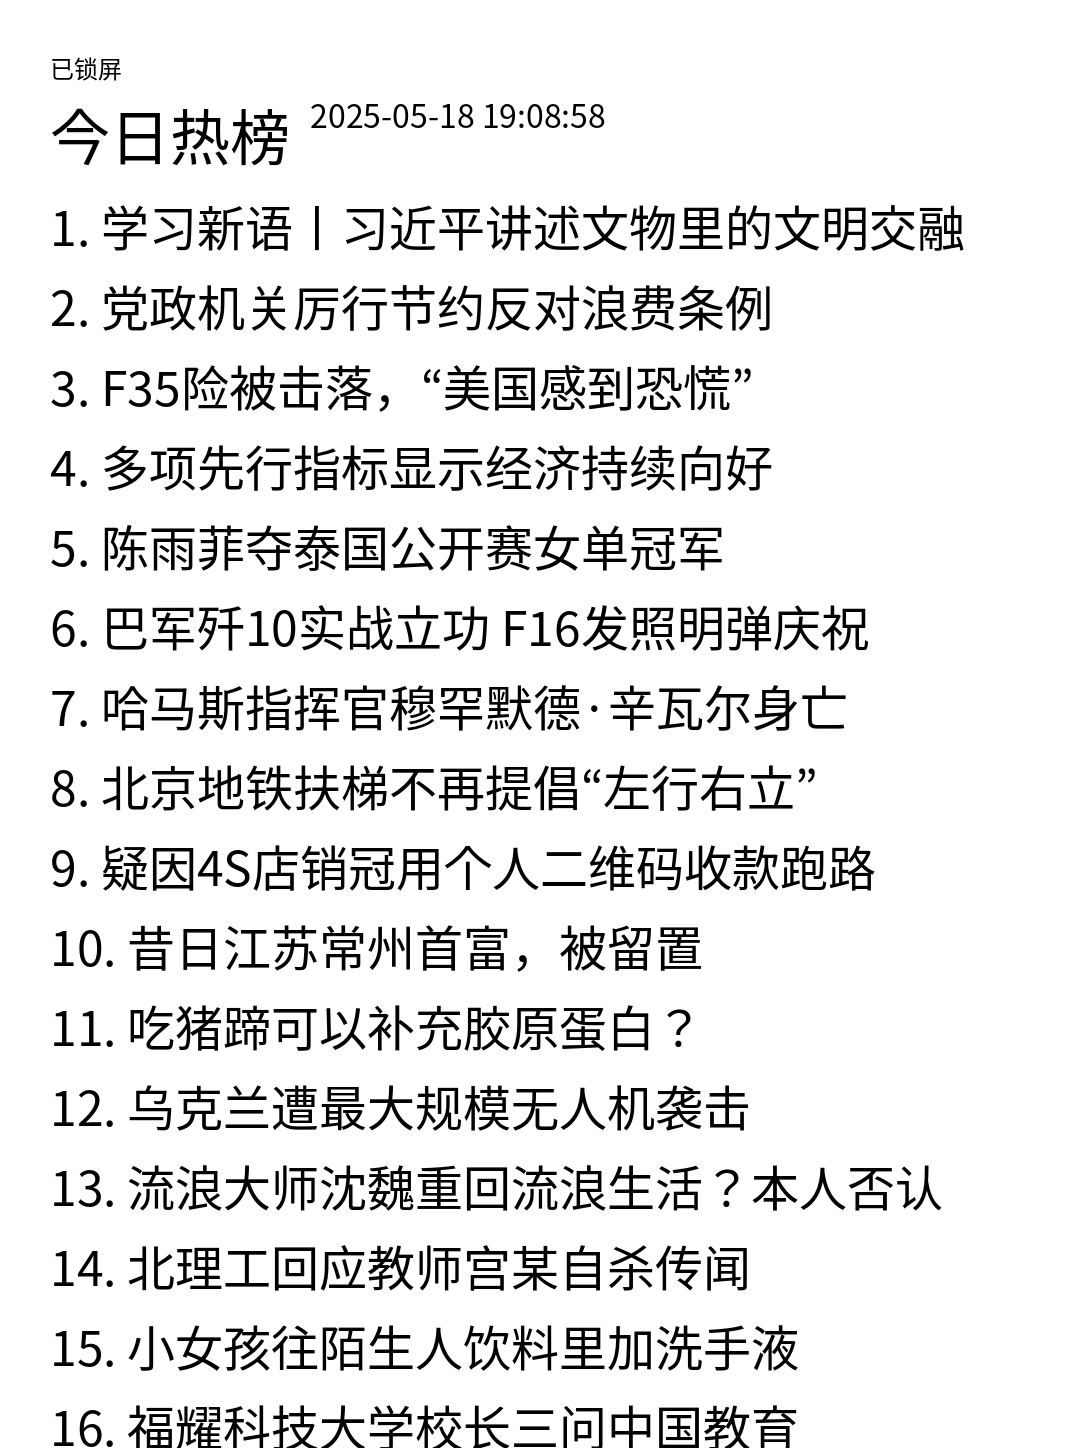 已锁屏
今日热榜 2025-05-18 19:08:58
1. 学习新语丨习近平讲述文物里的文明交融
2. 党政机关厉行节约反对浪费条例
3. F35险被击落，“美国感到恐慌”
4. 多项先行指标显示经济持续向好
5. 陈雨菲夺泰国公开赛女单冠军
6. 巴军歼10实战立功 F16发照明弹庆祝
7. 哈马斯指挥官穆罕默德·辛瓦尔身亡
8. 北京地铁扶梯不再提倡“左行右立”
9. 疑因4S店销冠用个人二维码收款跑路
10. 昔日江苏常州首富，被留置
11. 吃猪蹄可以补充胶原蛋白？
12. 乌克兰遭最大规模无人机袭击
13. 流浪大师沈魏重回流浪生活？本人否认
14. 北理工回应教师宫某自杀传闻
15. 小女孩往陌生人饮料里加洗手液
16. 福耀科技大学校长三问中国教育